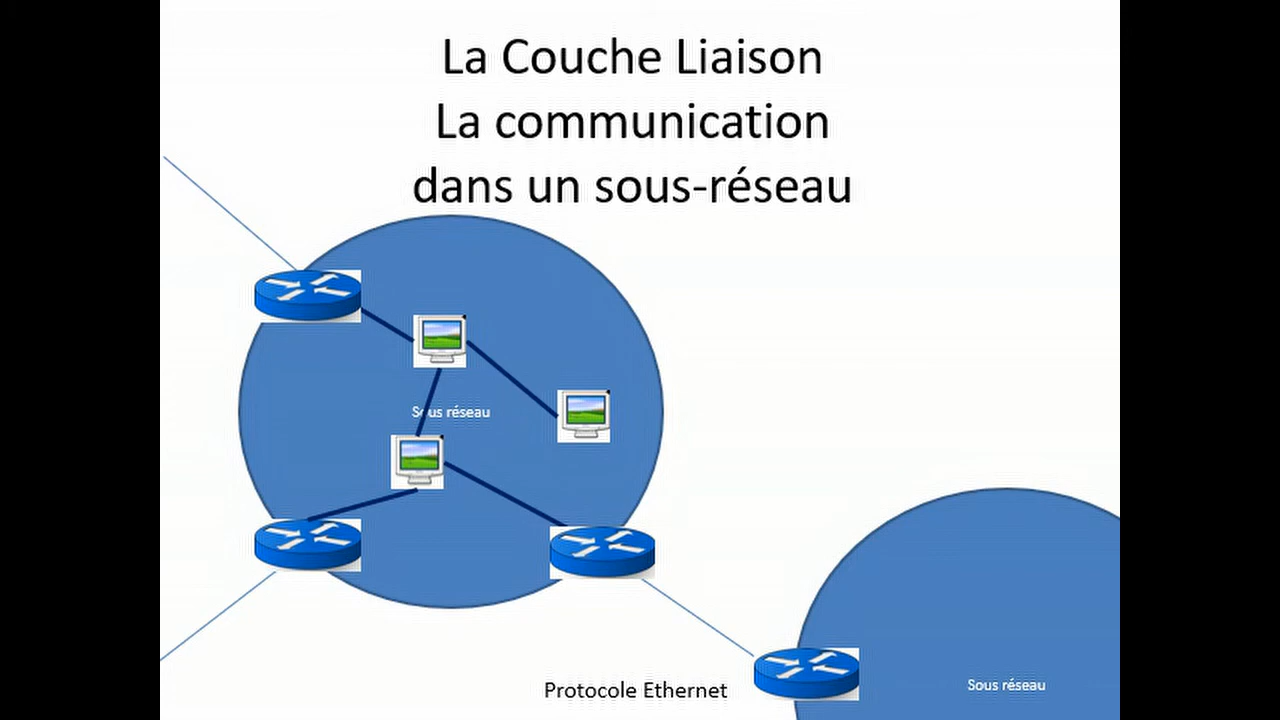 La Couche Liaison
La communication
dans un sous-réseau
Sous réseau
Protocole Ethernet
Sous réseau